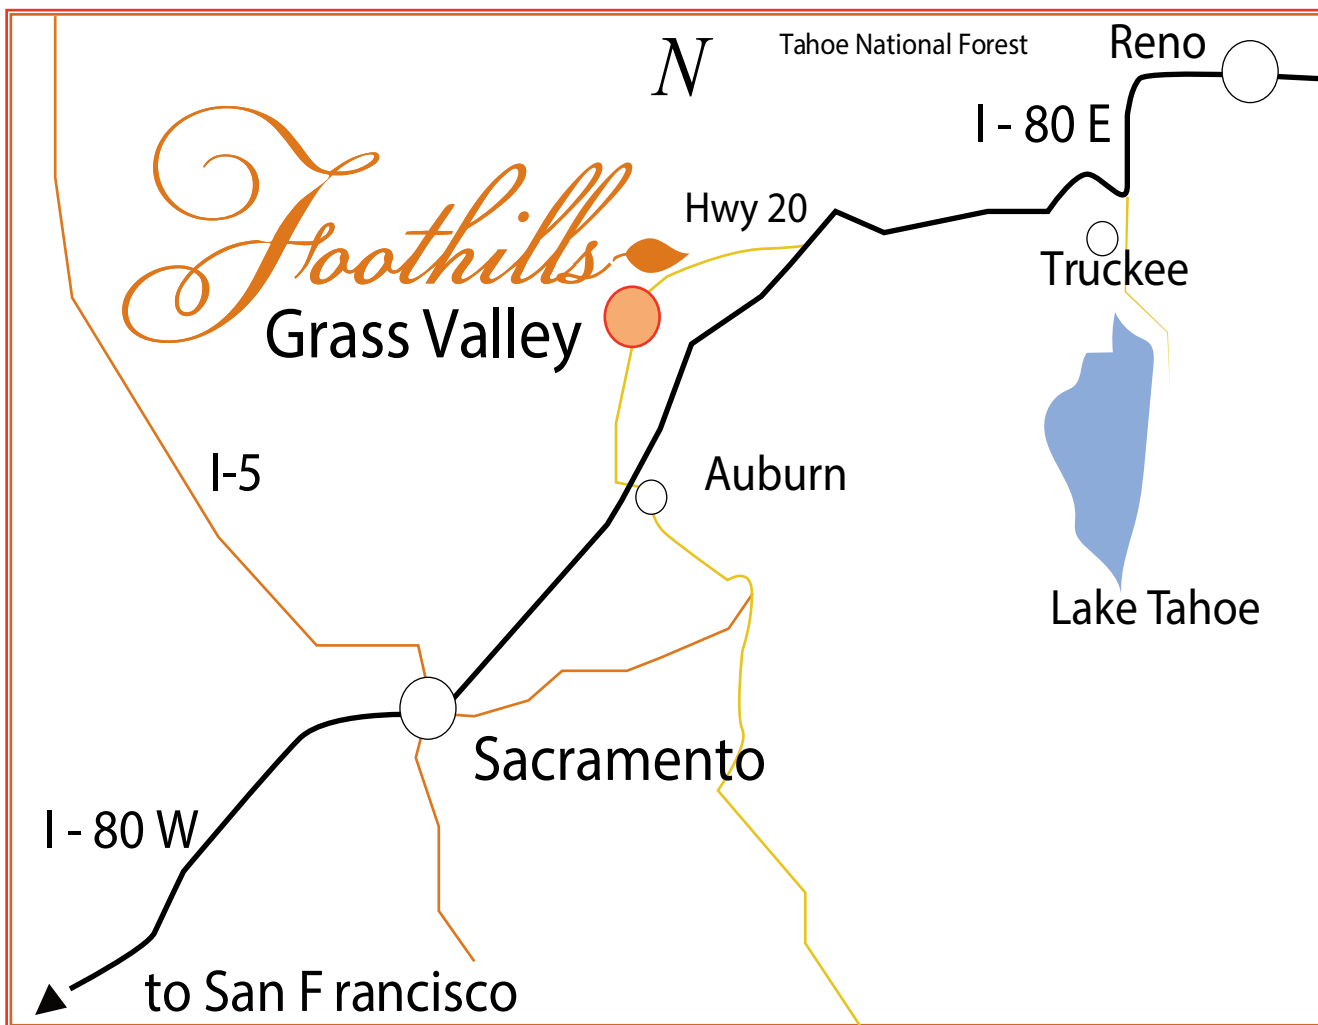 Reno
Tahoe National Forest
N
I - 80 E
Hwy 20
Foothills
Truckee
Grass Valley
I-5
Auburn
Lake Tahoe
Sacramento
I - 80 W
to San F rancisco